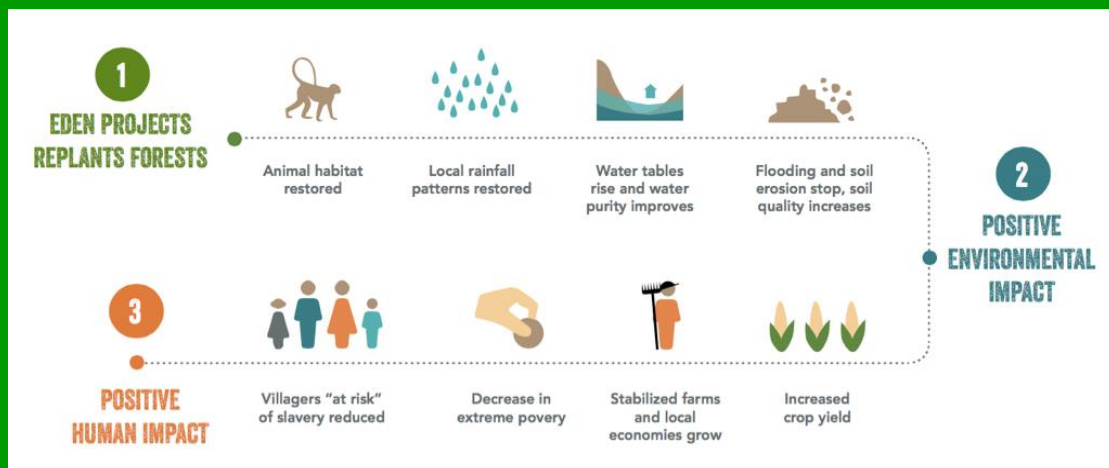 1
EDEN PROJECTS
REPLANTS FORESTS
Animal habitat
restored
Local rainfall
patterns restored
Water tables
rise and water
purity improves
Flooding and soil
erosion stop, soil
quality increases
2
POSITIVE
ENVIRONMENTAL
IMPACT
3
POSITIVE
HUMAN IMPACT
Villagers “at risk”
of slavery reduced
Decrease in
extreme povery
Stabilized farms
and local
economies grow
Increased
crop yield